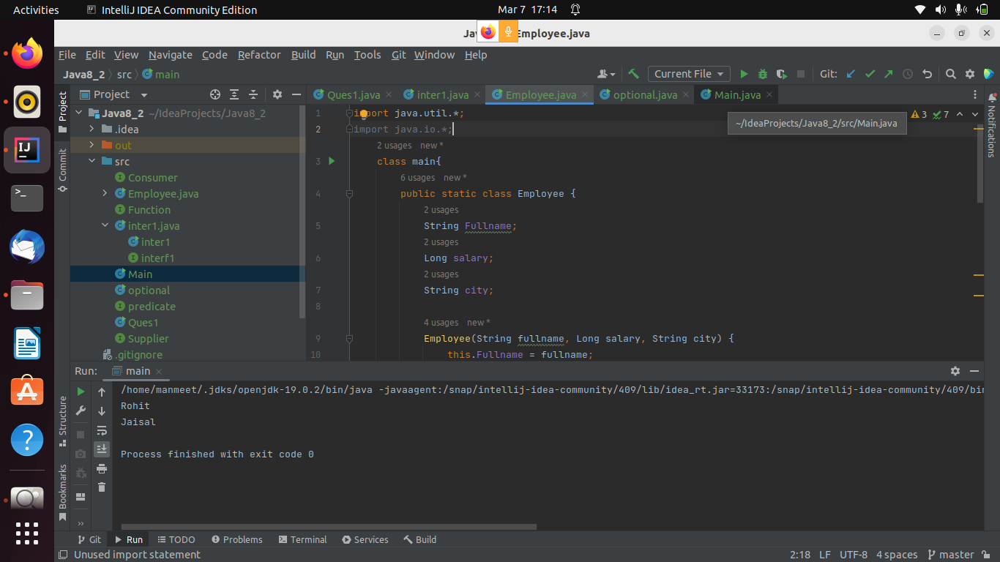 Activities IntelliJ IDEA Community Edition Mar 7 17:14
Employee.java
File Edit View Navigate Code Refactor Build Run Tools Git Window Help
Java8_2 src main Current File Git:
Project Ques1.java inter1.java Employee.java optional.java Main.java
Project
Commit
Structure
Bookmarks
Notifications
Java8_2 ~/IdeaProjects/Java8_2
.idea
out
src
Consumer
Employee.java
Function
inter1.java
inter1
interf1
Main
optional
predicate
Ques1
Supplier
.gitignore
3 7
~/IdeaProjects/Java8_2/src/Main.java
1 import java.util.*;
2 import java.io.*;
2 usages new *
3 class main{
6 usages new *
4 public static class Employee {
2 usages
5 String Fullname;
2 usages
6 Long salary;
2 usages
7 String city;
8
4 usages new *
9 Employee(String fullname, Long salary, String city) {
10 this.Fullname = fullname;
Run: main
/home/manmeet/.jdks/openjdk-19.0.2/bin/java -javaagent:/snap/intellij-idea-community/409/lib/idea_rt.jar=33173:/snap/intellij-idea-community/409/bin
Rohit
Jaisal
Process finished with exit code 0
Git Run TODO Problems Terminal Services Build
Unused import statement 2:18 LF UTF-8 4 spaces master